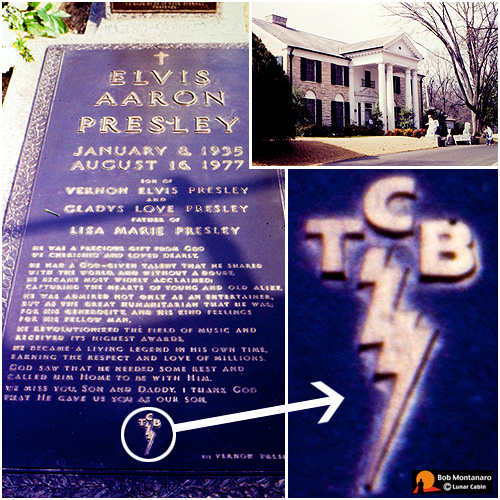 ELVIS
AARON
PRESLEY
JANUARY 8, 1935
AUGUST 16, 1977
SON OF
VERNON ELVIS PRESLEY
AND
GLADYS LOVE PRESLEY
FATHER OF
LISA MARIE PRESLEY
HE WAS A PRECIOUS GIFT FROM GOD
WE CHERISHED AND LOVED DEARLY.
HE HAD A GOD-GIVEN TALENT THAT HE SHARED
WITH THE WORLD. AND WITHOUT A DOUBT,
HE BECAME MOST WIDELY ACCLAIMED;
CAPTURING THE HEARTS OF YOUNG AND OLD ALIKE.
HE WAS ADMIRED NOT ONLY AS AN ENTERTAINER,
BUT AS THE GREAT HUMANITARIAN THAT HE WAS;
FOR HIS GENEROSITY, AND HIS KIND FEELINGS
FOR HIS FELLOW MAN.
HE REVOLUTIONIZED THE FIELD OF MUSIC AND
RECEIVED ITS HIGHEST AWARDS.
HE BECAME A LIVING LEGEND IN HIS OWN TIME,
EARNING THE RESPECT AND LOVE OF MILLIONS.
GOD SAW THAT HE NEEDED SOME REST AND
CALLED HIM HOME TO BE WITH HIM.
WE MISS YOU, SON AND DADDY. I THANK GOD
THAT HE GAVE US YOU AS OUR SON.
TCB
BY VERNON PRES
TCB
Bob Montanaro
© Lunar Cabin